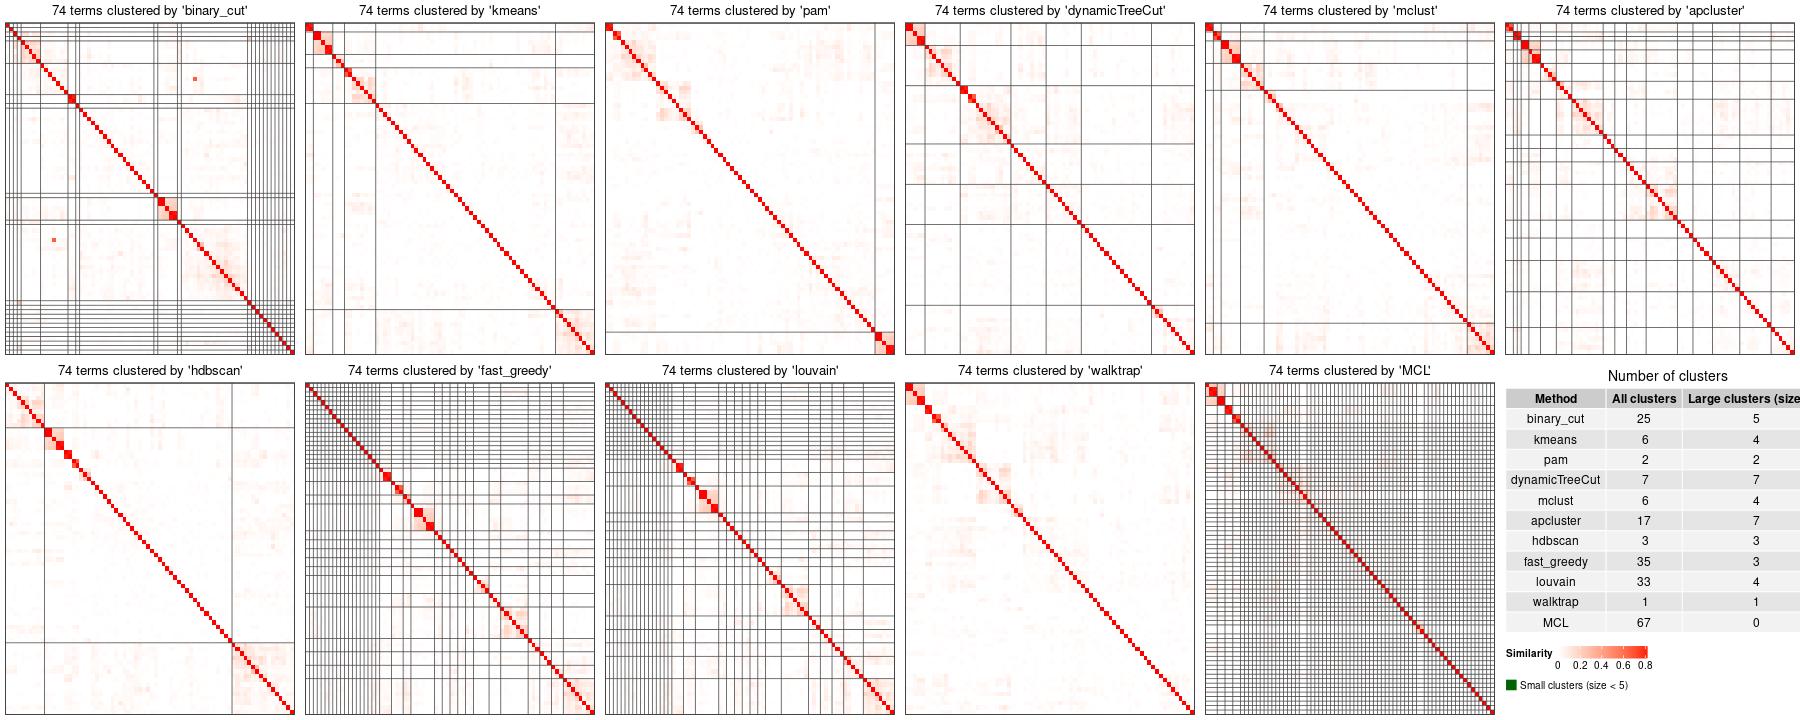 74 terms clustered by 'binary_cut'
74 terms clustered by 'kmeans'
74 terms clustered by 'pam'
74 terms clustered by 'dynamicTreeCut'
74 terms clustered by 'mclust'
74 terms clustered by 'apcluster'
74 terms clustered by 'hdbscan'
74 terms clustered by 'fast_greedy'
74 terms clustered by 'louvain'
74 terms clustered by 'walktrap'
74 terms clustered by 'MCL'
Number of clusters
Method All clusters Large clusters (size
binary_cut 25 5
kmeans 6 4
pam 2 2
dynamicTreeCut 7 7
mclust 6 4
apcluster 17 7
hdbscan 3 3
fast_greedy 35 3
louvain 33 4
walktrap 1 1
MCL 67 0
Similarity
0 0.2 0.4 0.6 0.8
Small clusters (size < 5)